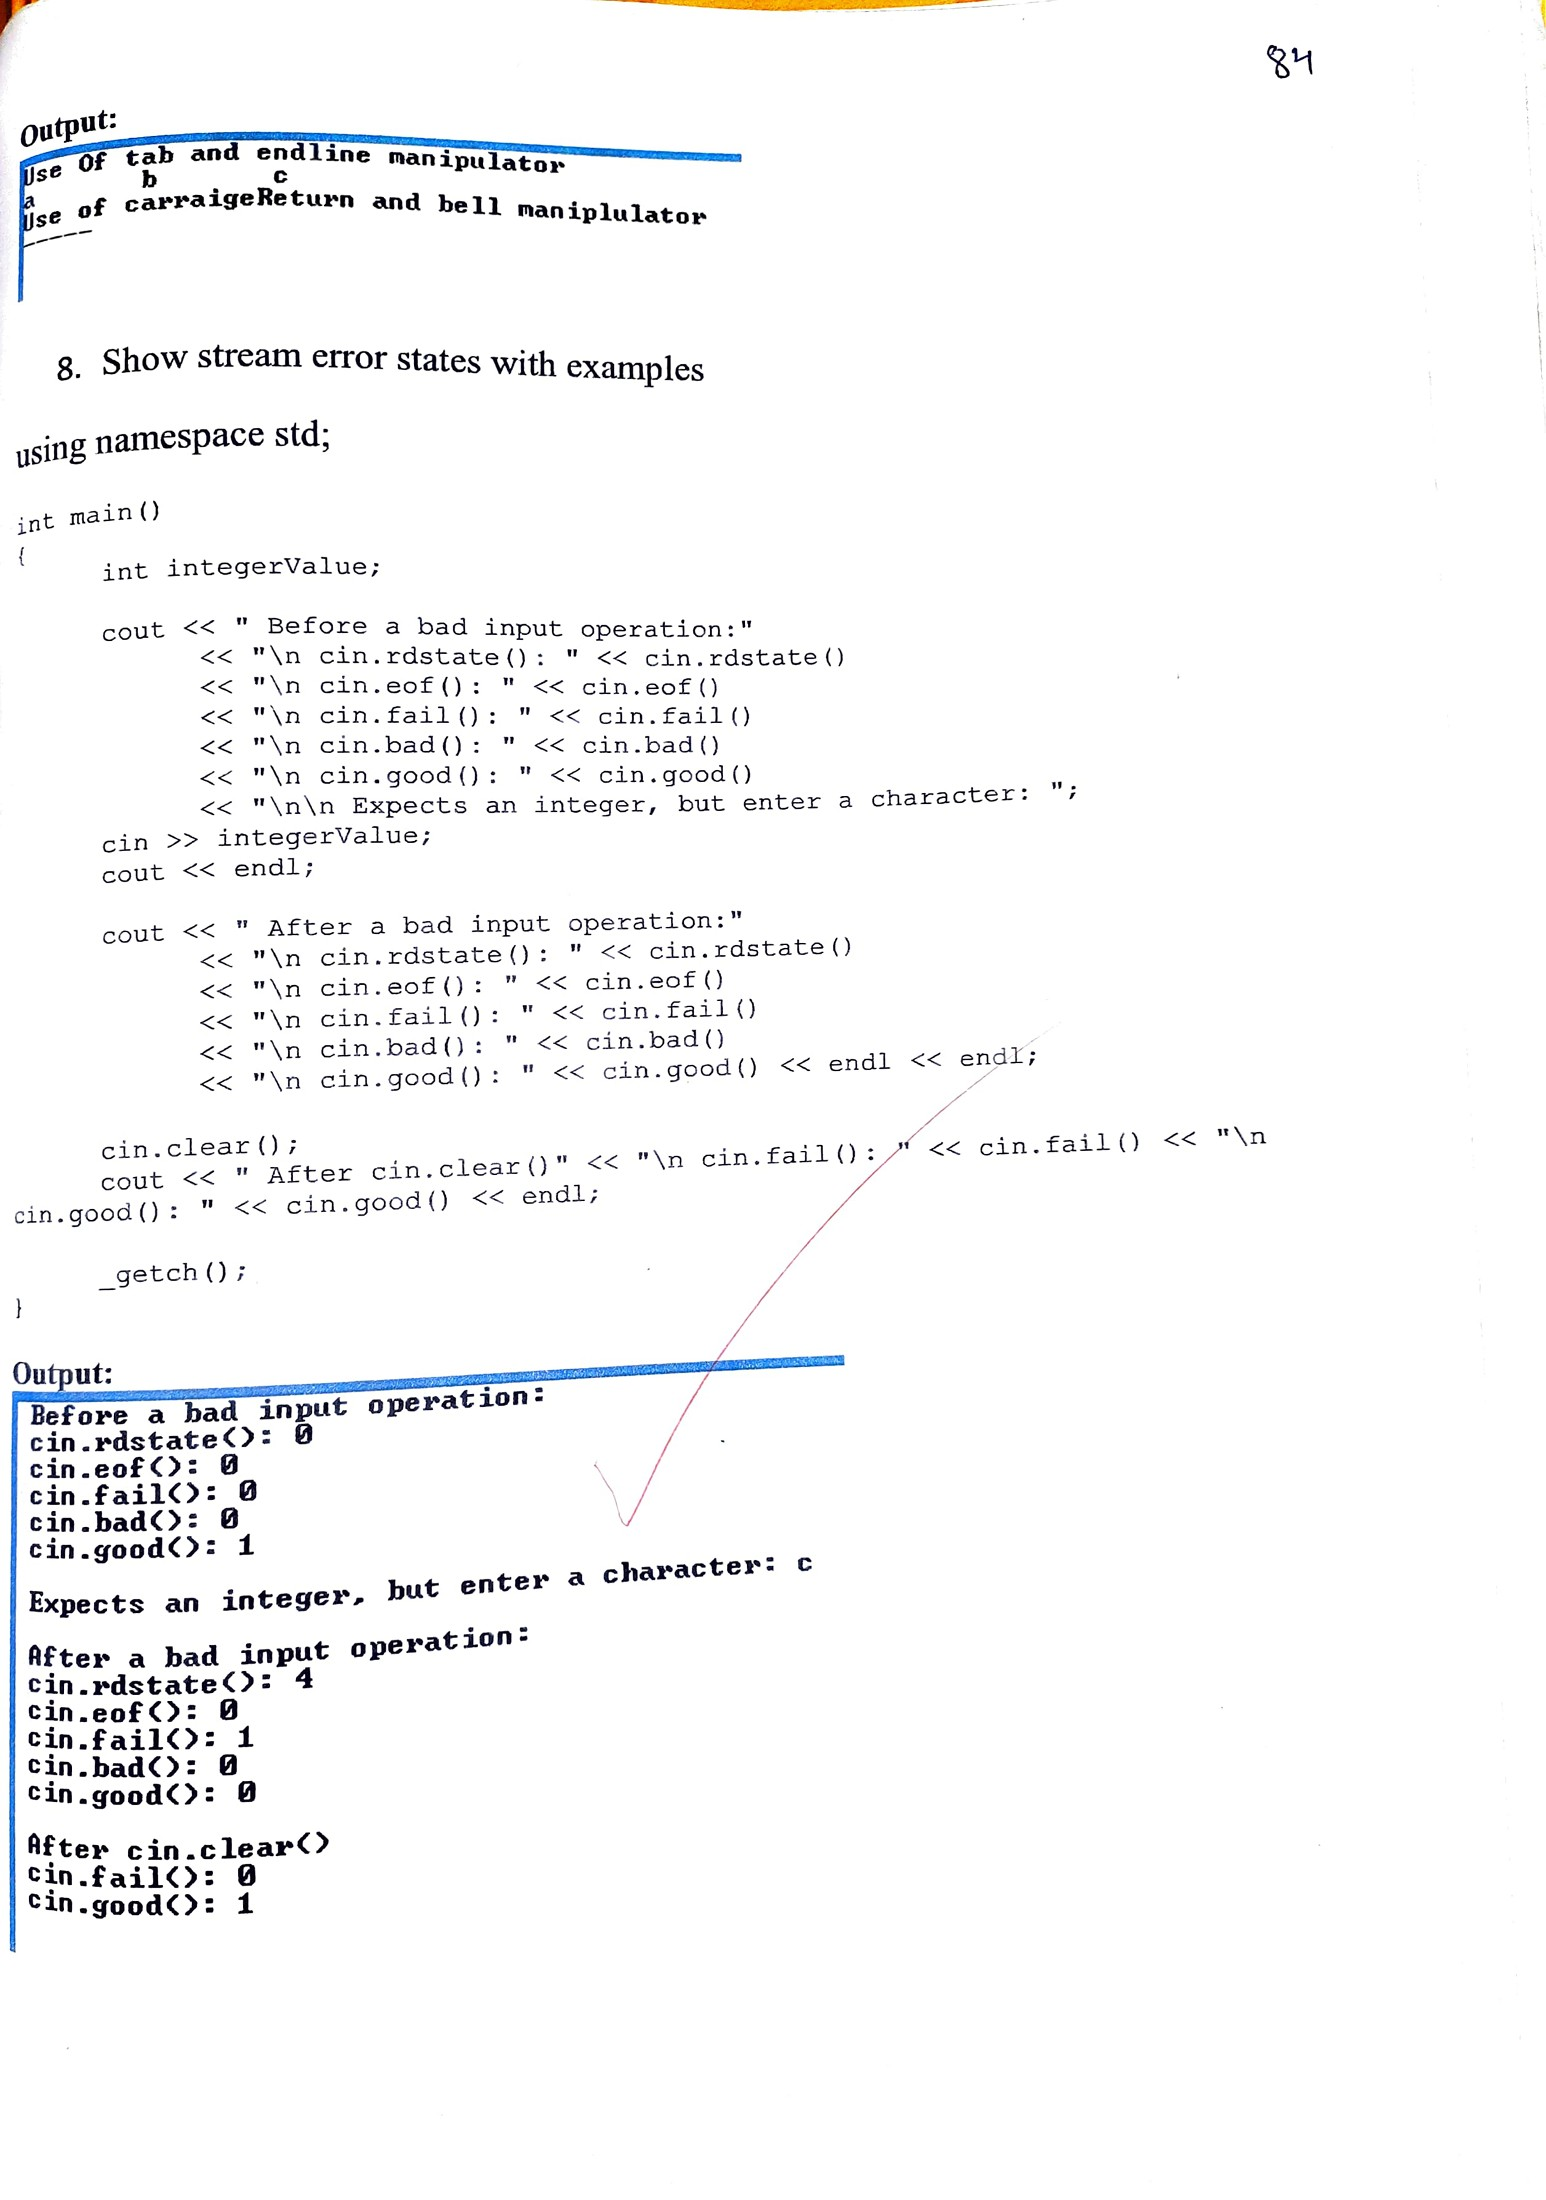 84
Output:
Use Of tab and endline manipulator
a b c
Use of carraigeReturn and bell maniplulator
-----
8. Show stream error states with examples
using namespace std;
int main()
{
int integerValue;
cout << " Before a bad input operation:"
<< "\n cin.rdstate(): " << cin.rdstate()
<< "\n cin.eof(): " << cin.eof()
<< "\n cin.fail(): " << cin.fail()
<< "\n cin.bad(): " << cin.bad()
<< "\n cin.good(): " << cin.good()
<< "\n\n Expects an integer, but enter a character: ";
cin >> integerValue;
cout << endl;
cout << " After a bad input operation:"
<< "\n cin.rdstate(): " << cin.rdstate()
<< "\n cin.eof(): " << cin.eof()
<< "\n cin.fail(): " << cin.fail()
<< "\n cin.bad(): " << cin.bad()
<< "\n cin.good(): " << cin.good() << endl << endl;
cin.clear();
cout << " After cin.clear()" << "\n cin.fail(): " << cin.fail() << "\n
cin.good(): " << cin.good() << endl;
_getch();
}
Output:
Before a bad input operation:
cin.rdstate(): 0
cin.eof(): 0
cin.fail(): 0
cin.bad(): 0
cin.good(): 1
Expects an integer, but enter a character: c
After a bad input operation:
cin.rdstate(): 4
cin.eof(): 0
cin.fail(): 1
cin.bad(): 0
cin.good(): 0
After cin.clear()
cin.fail(): 0
cin.good(): 1